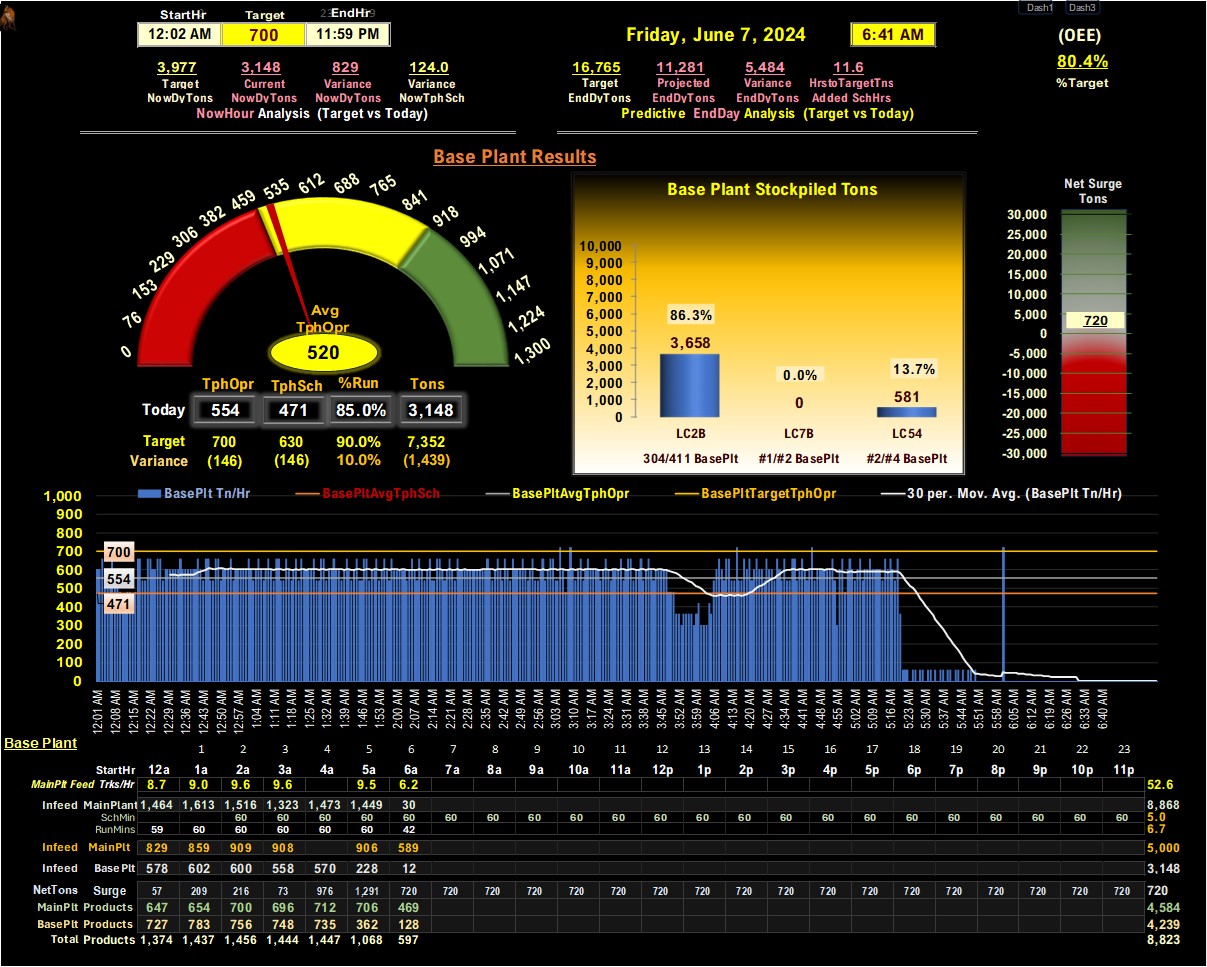 Dash1 Dash3
StartHr Target EndHr
12:02 AM 700 11:59 PM
Friday, June 7, 2024 6:41 AM
(OEE)
80.4%
%Target
3,977 3,148 829 124.0
Target Current Variance Variance
NowDyTons NowDyTons NowDyTons NowTphSch
NowHour Analysis (Target vs Today)
16,765 11,281 5,484 11.6
Target Projected Variance HrstoTargetTns
EndDyTons EndDyTons EndDyTons Added SchHrs
Predictive EndDay Analysis (Target vs Today)
Base Plant Results
0 76 153 229 306 382 459 535 612 688 765 841 918 994 1,071 1,147 1,224 1,300
Avg
TphOpr
520
TphOpr TphSch %Run Tons
Today 554 471 85.0% 3,148
Target 700 630 90.0% 7,352
Variance (146) (146) 10.0% (1,439)
Base Plant Stockpiled Tons
10,000
9,000
8,000
7,000
6,000
5,000
4,000
3,000
2,000
1,000
0
86.3%
3,658
0.0%
0
13.7%
581
LC2B LC7B LC54
304/411 BasePlt #1/#2 BasePlt #2/#4 BasePlt
Net Surge
Tons
30,000
25,000
20,000
15,000
10,000
5,000
0
-5,000
-10,000
-15,000
-20,000
-25,000
-30,000
720
BasePlt Tn/Hr BasePltAvgTphSch BasePltAvgTphOpr BasePltTargetTphOpr 30 per. Mov. Avg. (BasePlt Tn/Hr)
1,000
900
800
700
600
500
400
300
200
100
0
700
554
471
12:01 AM 12:08 AM 12:15 AM 12:22 AM 12:29 AM 12:36 AM 12:43 AM 12:50 AM 12:57 AM 1:04 AM 1:11 AM 1:18 AM 1:25 AM 1:32 AM 1:39 AM 1:46 AM 1:53 AM 2:00 AM 2:07 AM 2:14 AM 2:21 AM 2:28 AM 2:35 AM 2:42 AM 2:49 AM 2:56 AM 3:03 AM 3:10 AM 3:17 AM 3:24 AM 3:31 AM 3:38 AM 3:45 AM 3:52 AM 3:59 AM 4:06 AM 4:13 AM 4:20 AM 4:27 AM 4:34 AM 4:41 AM 4:48 AM 4:55 AM 5:02 AM 5:09 AM 5:16 AM 5:23 AM 5:30 AM 5:37 AM 5:44 AM 5:51 AM 5:58 AM 6:05 AM 6:12 AM 6:19 AM 6:26 AM 6:33 AM 6:40 AM
Base Plant
1 2 3 4 5 6 7 8 9 10 11 12 13 14 15 16 17 18 19 20 21 22 23
StartHr 12a 1a 2a 3a 4a 5a 6a 7a 8a 9a 10a 11a 12p 1p 2p 3p 4p 5p 6p 7p 8p 9p 10p 11p
MainPlt Feed Trks/Hr 8.7 9.0 9.6 9.6 9.5 6.2 52.6
Infeed MainPlant 1,464 1,613 1,516 1,323 1,473 1,449 30 8,868
SchMin 60 60 60 60 60 60 60 60 60 60 60 60 60 60 60 60 60 60 60 60 60 60 5.0
RunMins 59 60 60 60 60 60 42 6.7
Infeed MainPlt 829 859 909 908 906 589 5,000
Infeed BasePlt 578 602 600 558 570 228 12 3,148
NetTons Surge 57 209 216 73 976 1,291 720 720 720 720 720 720 720 720 720 720 720 720 720 720 720 720 720 720 720
MainPlt Products 647 654 700 696 712 706 469 4,584
BasePlt Products 727 783 756 748 735 362 128 4,239
Total Products 1,374 1,437 1,456 1,444 1,447 1,068 597 8,823